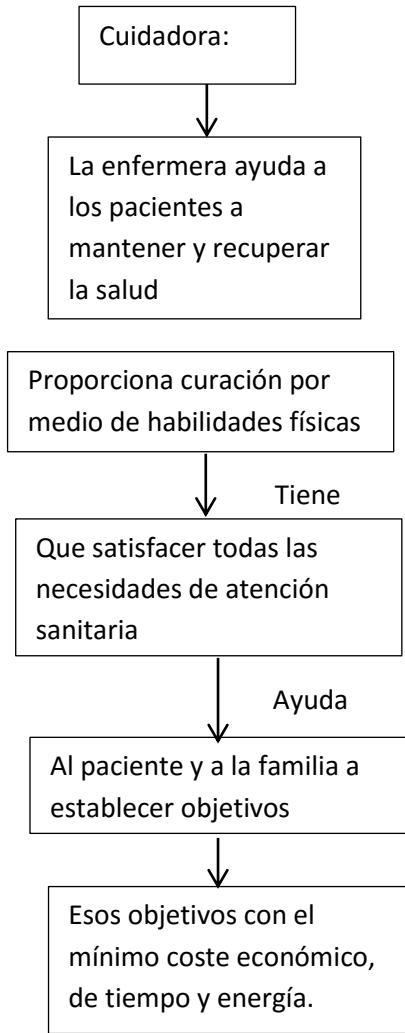 Cuidadora:
La enfermera ayuda a
los pacientes a
mantener y recuperar
la salud
Proporciona curación por
medio de habilidades físicas
Tiene
Que satisfacer todas las
necesidades de atención
sanitaria
Ayuda
Al paciente y a la familia a
establecer objetivos
Esos objetivos con el
mínimo coste económico,
de tiempo y energía.